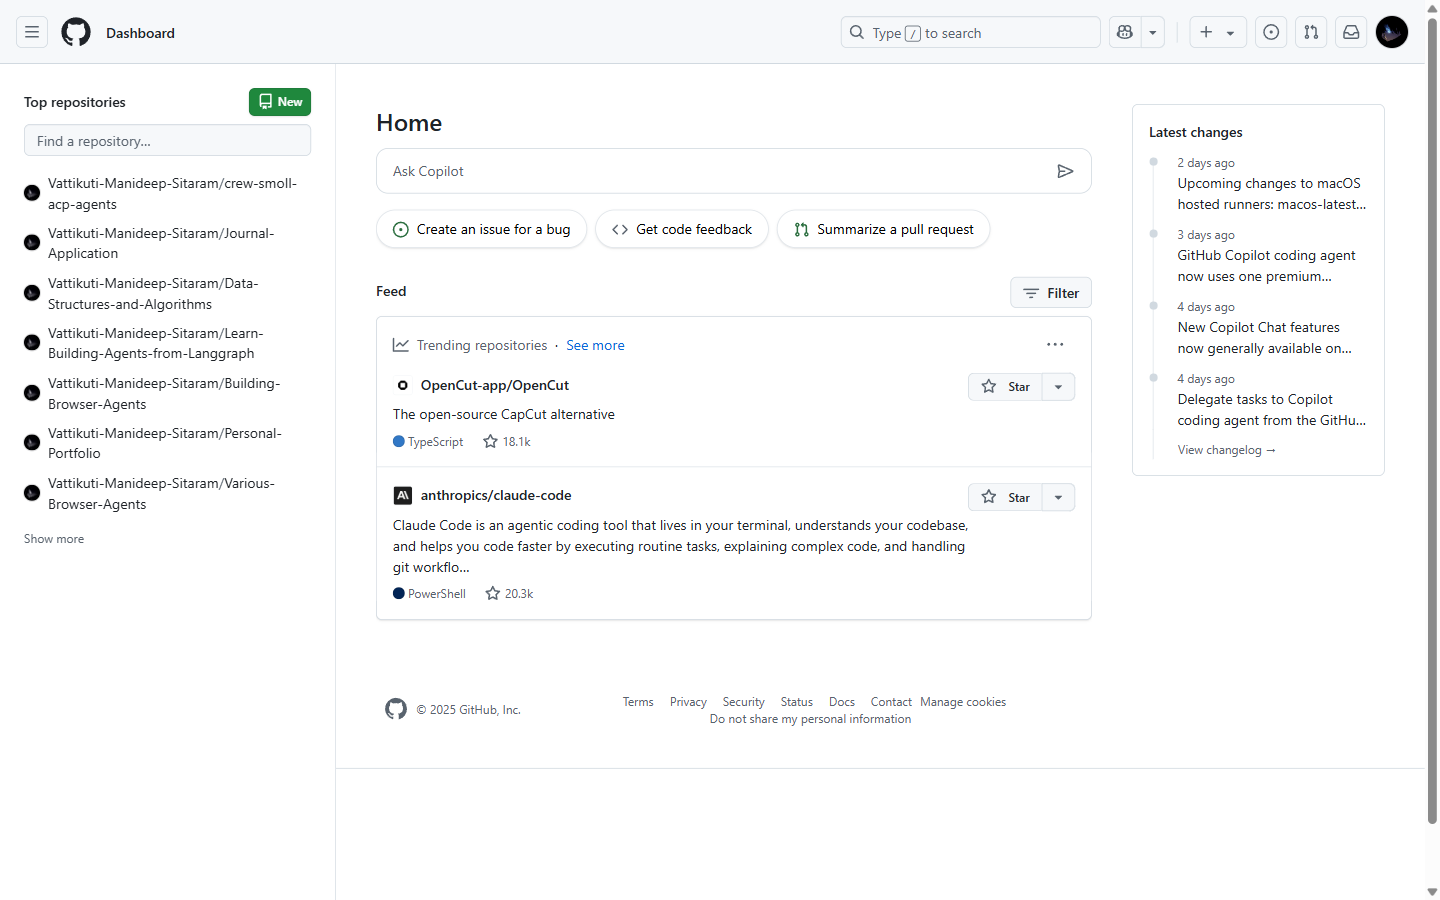 Dashboard
Type / to search
Top repositories
New
Find a repository...
Vattikuti-Manideep-Sitaram/crew-smoll-
acp-agents
Vattikuti-Manideep-Sitaram/Journal-
Application
Vattikuti-Manideep-Sitaram/Data-
Structures-and-Algorithms
Vattikuti-Manideep-Sitaram/Learn-
Building-Agents-from-Langgraph
Vattikuti-Manideep-Sitaram/Building-
Browser-Agents
Vattikuti-Manideep-Sitaram/Personal-
Portfolio
Vattikuti-Manideep-Sitaram/Various-
Browser-Agents
Show more
Home
Ask Copilot
Create an issue for a bug
Get code feedback
Summarize a pull request
Feed
Filter
Trending repositories · See more
OpenCut-app/OpenCut
Star
The open-source CapCut alternative
TypeScript
18.1k
anthropics/claude-code
Star
Claude Code is an agentic coding tool that lives in your terminal, understands your codebase,
and helps you code faster by executing routine tasks, explaining complex code, and handling
git workflo...
PowerShell
20.3k
Latest changes
2 days ago
Upcoming changes to macOS
hosted runners: macos-latest...
3 days ago
GitHub Copilot coding agent
now uses one premium...
4 days ago
New Copilot Chat features
now generally available on...
4 days ago
Delegate tasks to Copilot
coding agent from the GitHu...
View changelog →
© 2025 GitHub, Inc.
Terms Privacy Security Status Docs Contact Manage cookies
Do not share my personal information